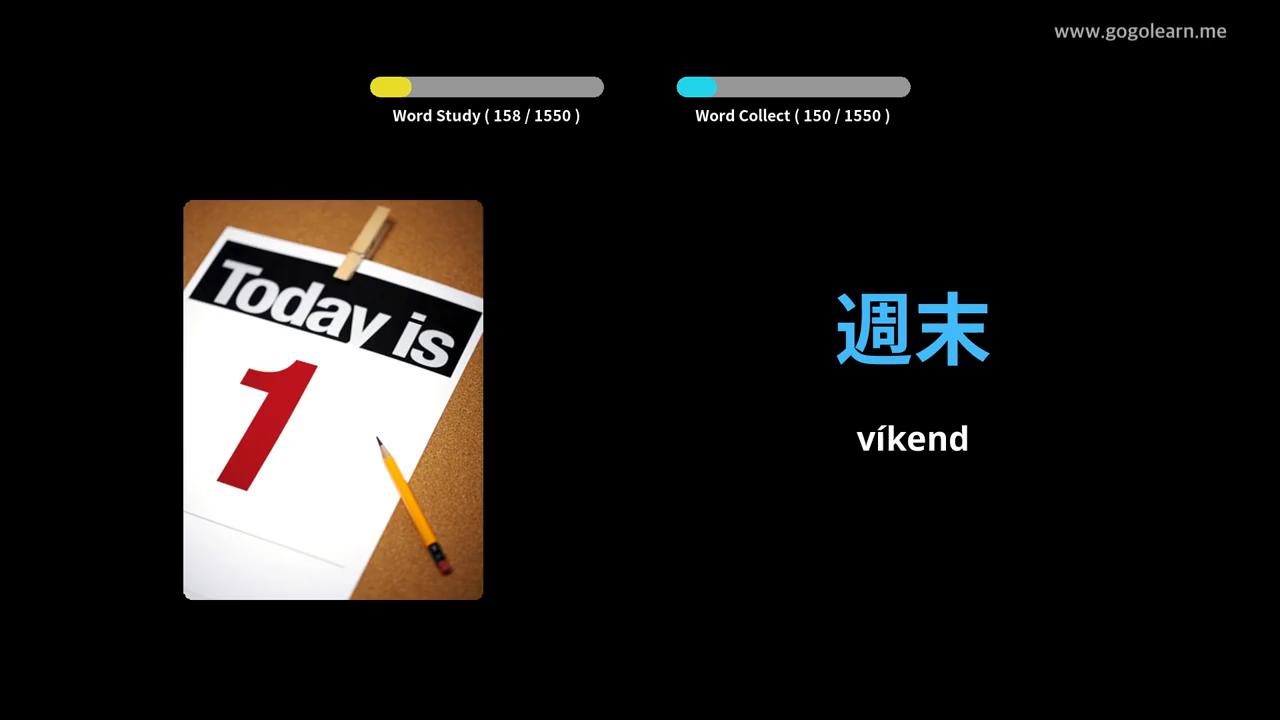 www.gogolearn.me
Word Study ( 158 / 1550 )
Word Collect ( 150 / 1550 )
Today is
1
週末
víkend